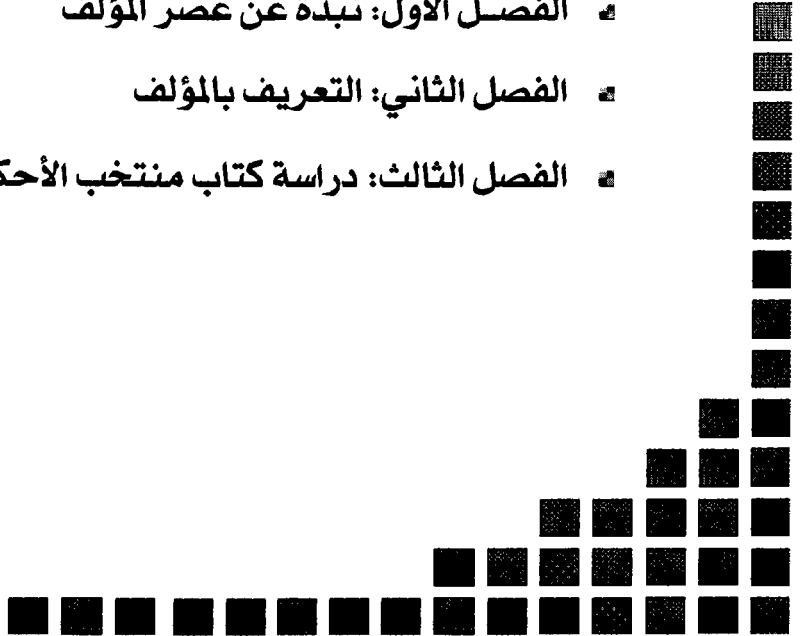 الفصل الأول: نبذة عن عصر المؤلف
الفصل الثاني: التعريف بالمؤلف
الفصل الثالث: دراسة كتاب منتخب